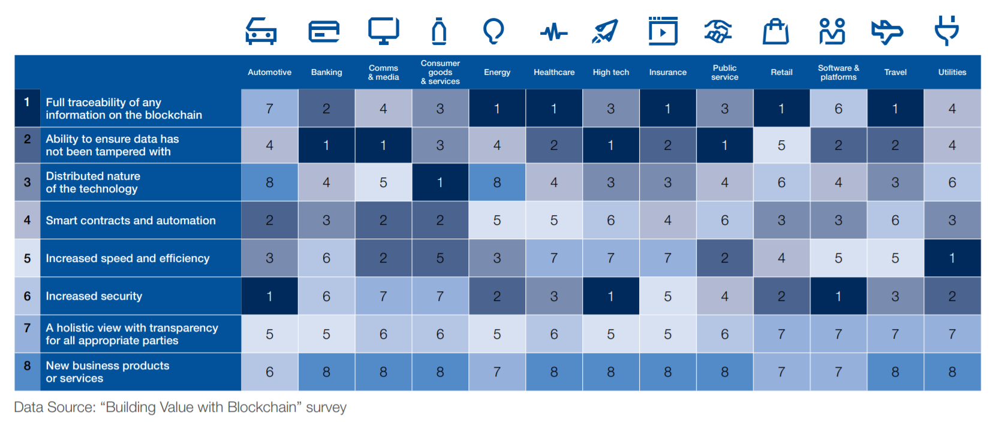 Automotive Banking Comms & media Consumer goods & services Energy Healthcare High tech Insurance Public service Retail Software & platforms Travel Utilities
1 Full traceability of any information on the blockchain 7 2 4 3 1 1 3 1 3 1 6 1 4
2 Ability to ensure data has not been tampered with 4 1 1 3 4 2 1 2 1 5 2 2 4
3 Distributed nature of the technology 8 4 5 1 8 4 3 3 4 6 4 3 6
4 Smart contracts and automation 2 3 2 2 5 5 6 4 6 3 3 6 3
5 Increased speed and efficiency 3 6 2 5 3 7 7 7 2 4 5 5 1
6 Increased security 1 6 7 7 2 3 1 5 4 2 1 3 2
7 A holistic view with transparency for all appropriate parties 5 5 6 6 5 6 5 5 6 7 7 7 7
8 New business products or services 6 8 8 8 7 8 8 8 8 7 7 8 8
Data Source: “Building Value with Blockchain” survey